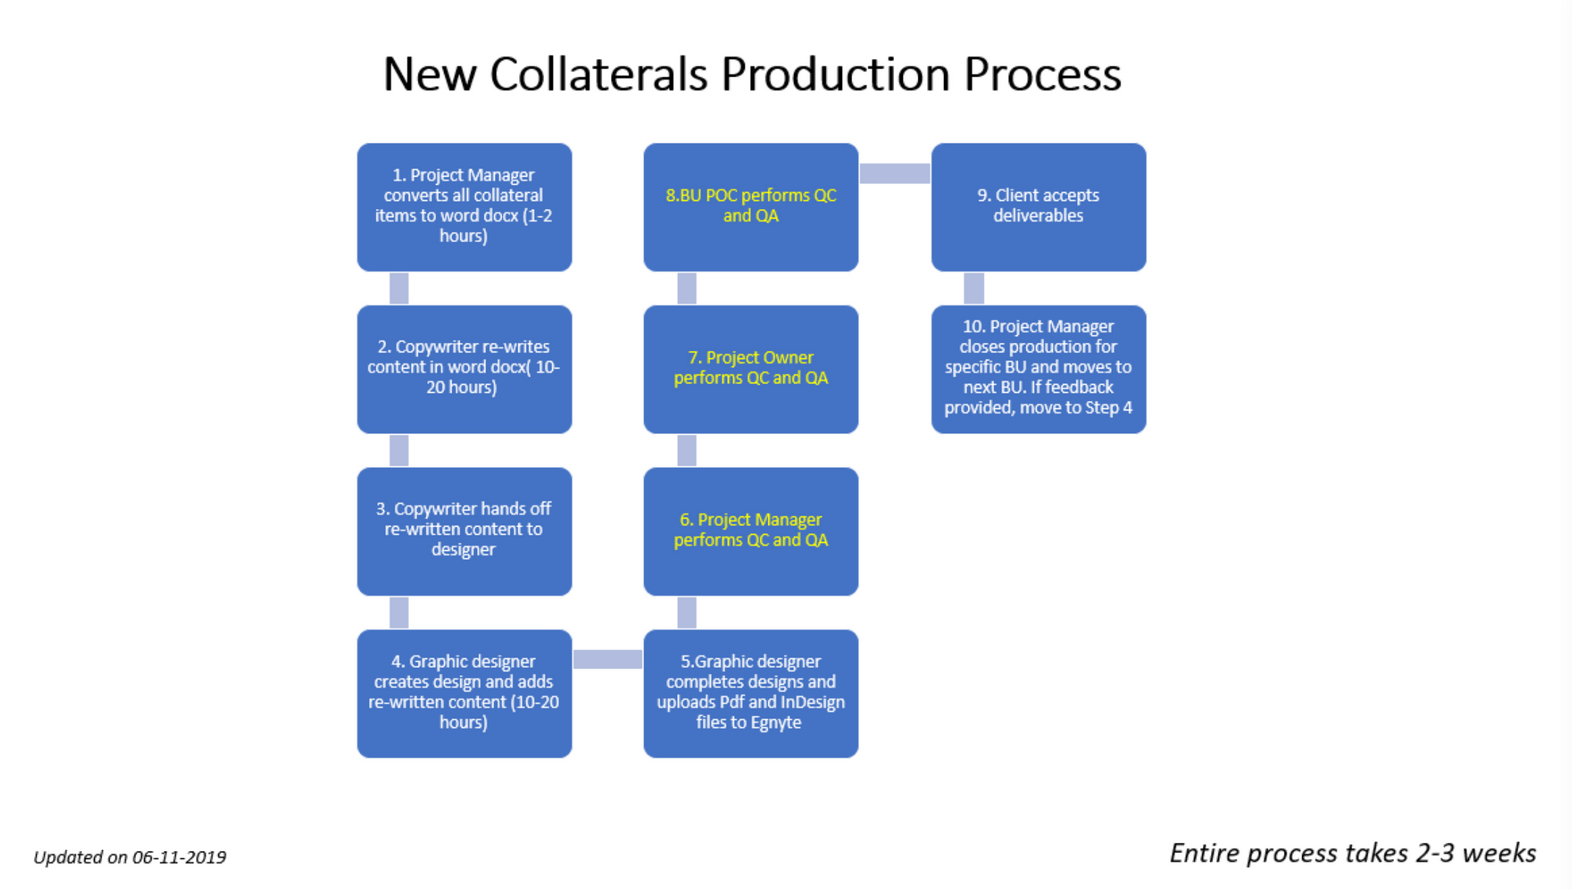 New Collaterals Production Process
1. Project Manager
converts all collateral
items to word docx (1-2
hours)
2. Copywriter re-writes
content in word docx( 10-
20 hours)
3. Copywriter hands off
re-written content to
designer
4. Graphic designer
creates design and adds
re-written content (10-20
hours)
5.Graphic designer
completes designs and
uploads Pdf and InDesign
files to Egnyte
6. Project Manager
performs QC and QA
7. Project Owner
performs QC and QA
8.BU POC performs QC
and QA
9. Client accepts
deliverables
10. Project Manager
closes production for
specific BU and moves to
next BU. If feedback
provided, move to Step 4
Updated on 06-11-2019
Entire process takes 2-3 weeks